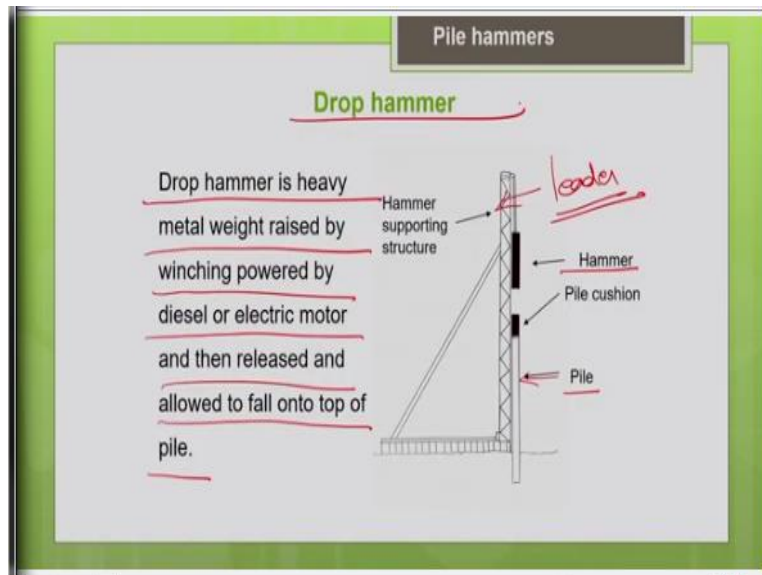 Pile hammers
Drop hammer
Drop hammer is heavy
metal weight raised by
winching powered by
diesel or electric motor
and then released and
allowed to fall onto top of
pile.
Hammer
supporting
structure
leader
Hammer
Pile cushion
Pile